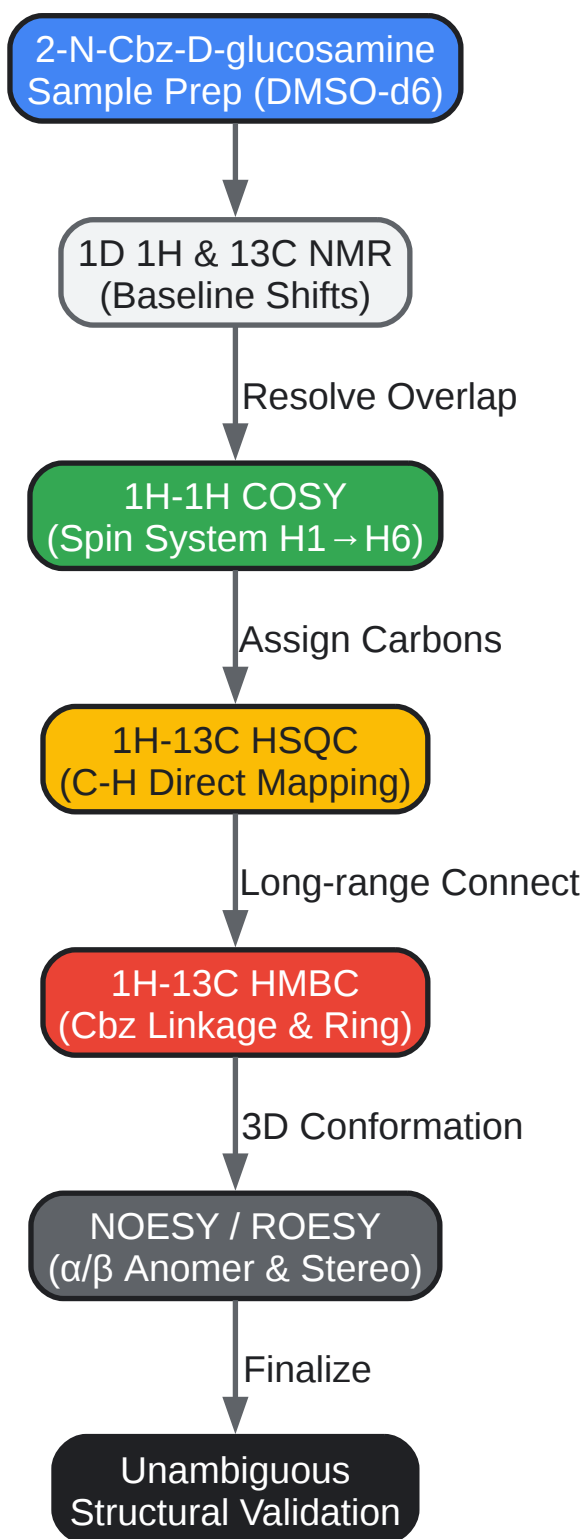 2-N-Cbz-D-glucosamine
Sample Prep (DMSO-d6)
1D 1H & 13C NMR
(Baseline Shifts)
Resolve Overlap
1H-1H COSY
(Spin System H1→H6)
Assign Carbons
1H-13C HSQC
(C-H Direct Mapping)
Long-range Connect
1H-13C HMBC
(Cbz Linkage & Ring)
3D Conformation
NOESY / ROESY
(α/β Anomer & Stereo)
Finalize
Unambiguous
Structural Validation